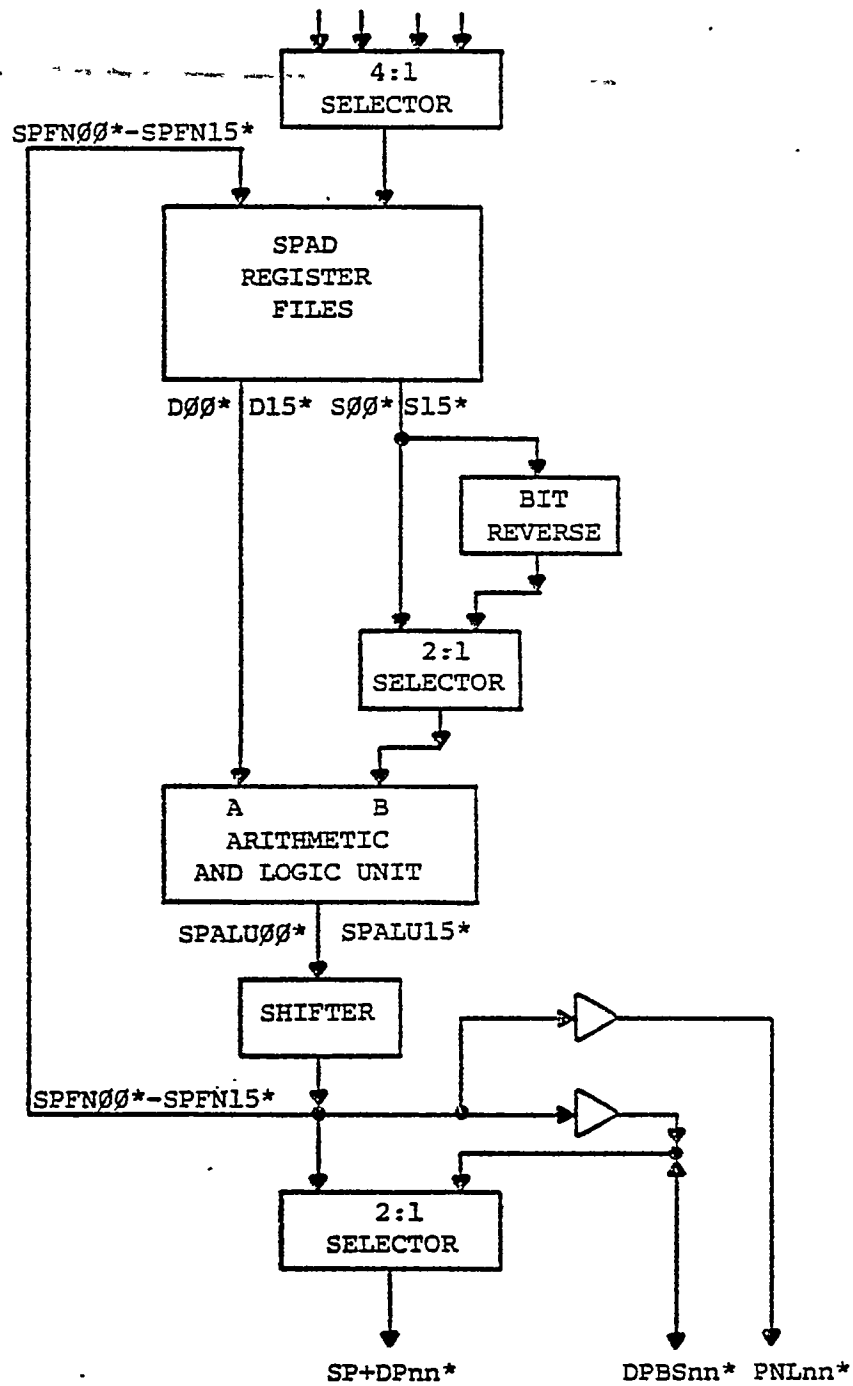 4:1
SELECTOR
SPFNØØ*-SPFN15*
SPAD
REGISTER
FILES
DØØ* D15* SØØ* S15*
BIT
REVERSE
2:1
SELECTOR
A B
ARITHMETIC
AND LOGIC UNIT
SPALUØØ* SPALU15*
SHIFTER
SPFNØØ*-SPFN15*
2:1
SELECTOR
SP+DPnn* DPBSnn* PNLnn*